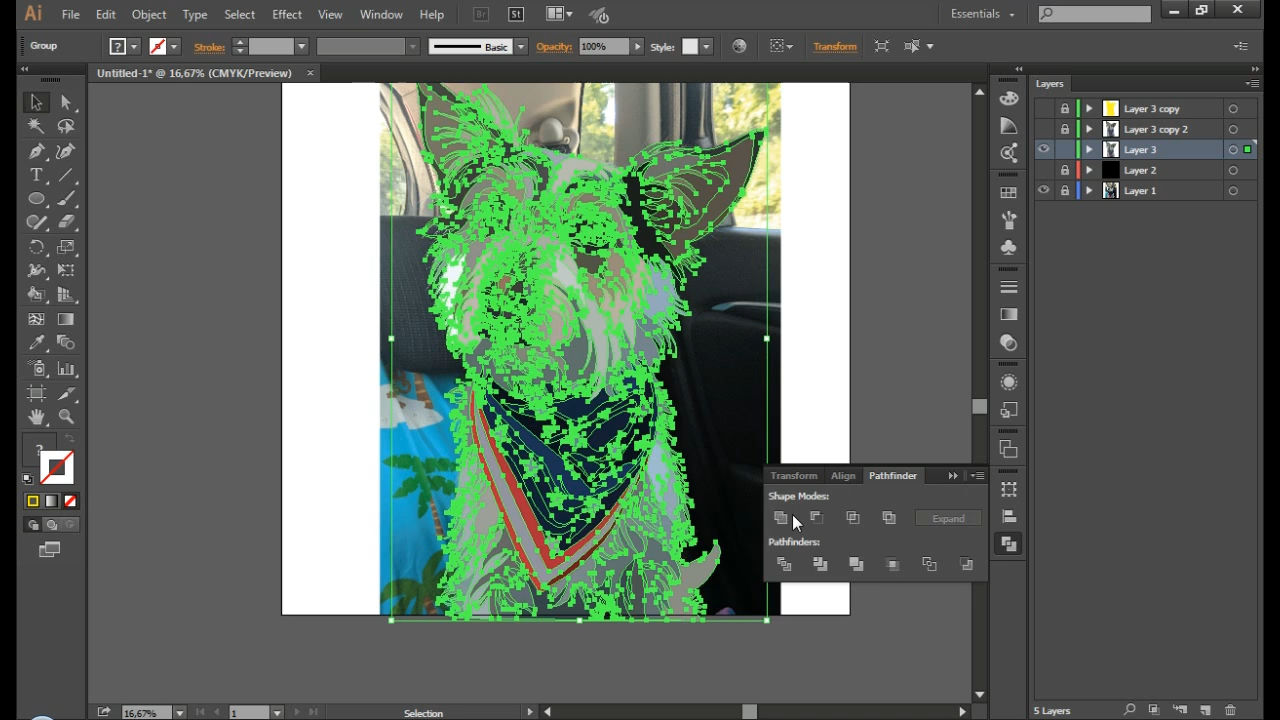 Ai File Edit Object Type Select Effect View Window Help Br St Essentials
Group ? Stroke: Basic Opacity: 100% Style: Transform
Untitled-1* @ 16,67% (CMYK/Preview)
Layers
Layer 3 copy
Layer 3 copy 2
Layer 3
Layer 2
Layer 1
T
?
Transform Align Pathfinder
Shape Modes:
Expand
Pathfinders:
16,67% 1 Selection
5 Layers